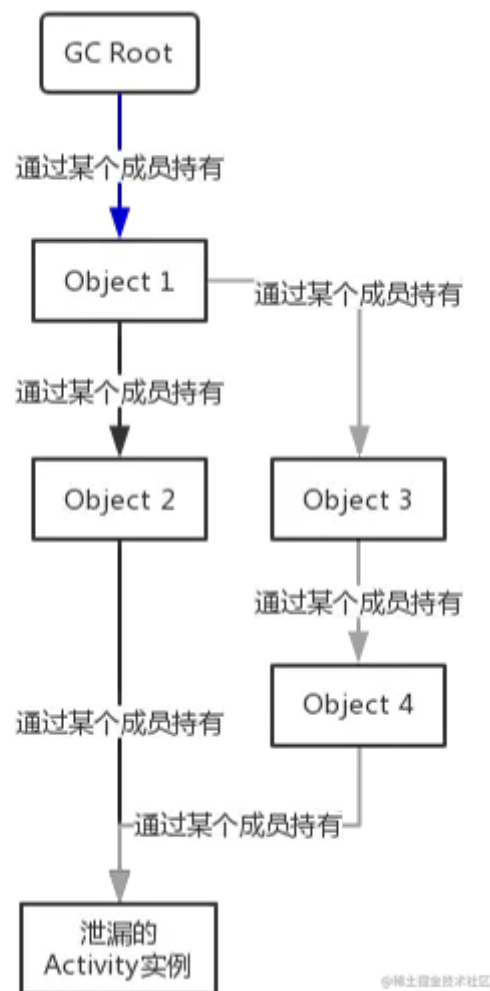 GC Root
通过某个成员持有
Object 1
通过某个成员持有
通过某个成员持有
Object 2
Object 3
通过某个成员持有
Object 4
通过某个成员持有
通过某个成员持有
泄漏的
Activity实例
@稀土掘金技术社区